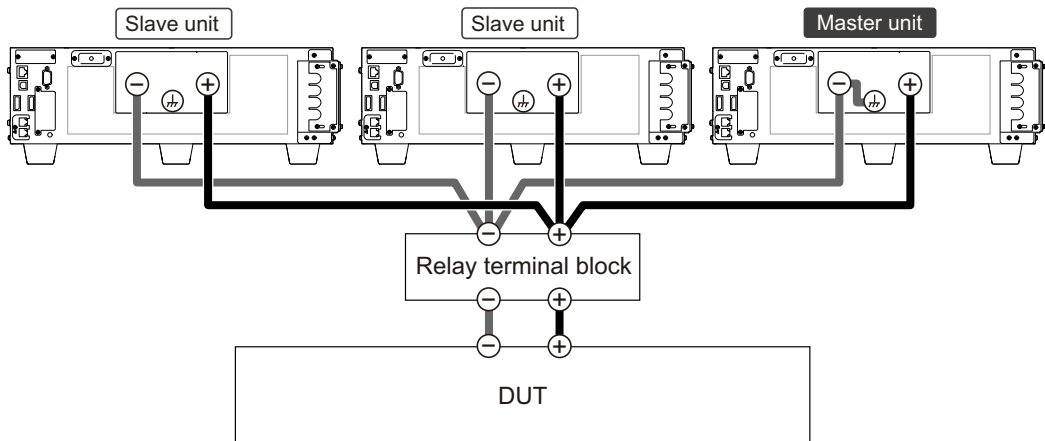 Slave unit
Slave unit
Master unit
− +
− +
− +
− +
Relay terminal block
− +
− +
DUT